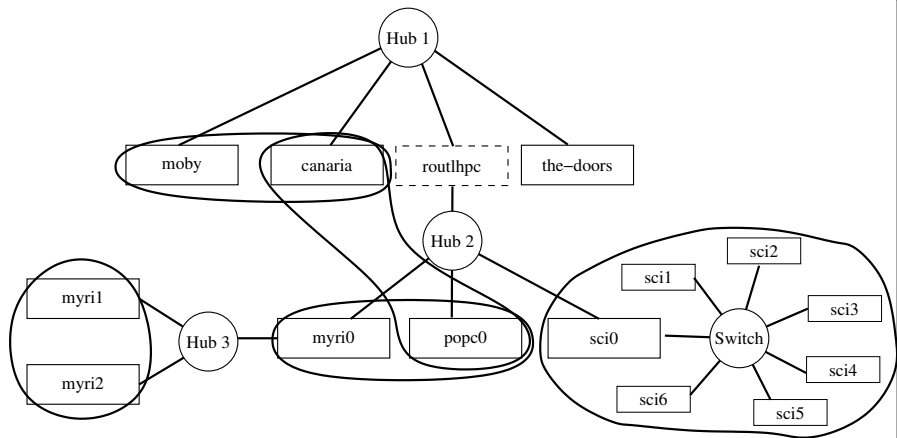 Hub 1
moby
canaria
routlhpc
the−doors
Hub 2
sci2
sci1
myri1
sci3
Hub 3
myri0
popc0
sci0
Switch
sci4
myri2
sci6
sci5